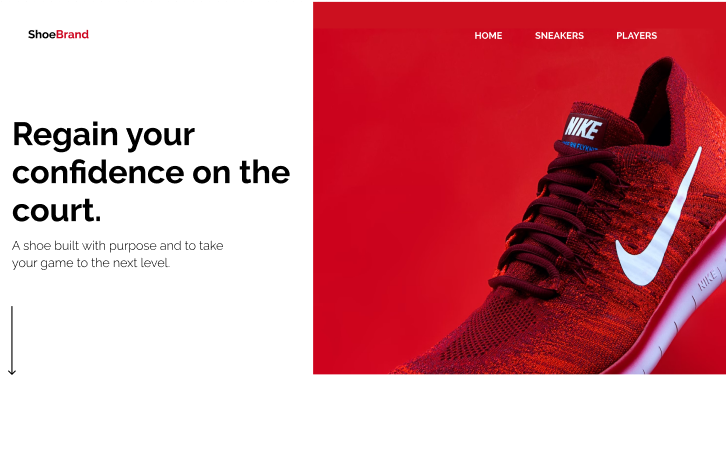 ShoeBrand
HOME SNEAKERS PLAYERS
Regain your
confidence on the
court.
A shoe built with purpose and to take
your game to the next level.
NIKE
NIKE